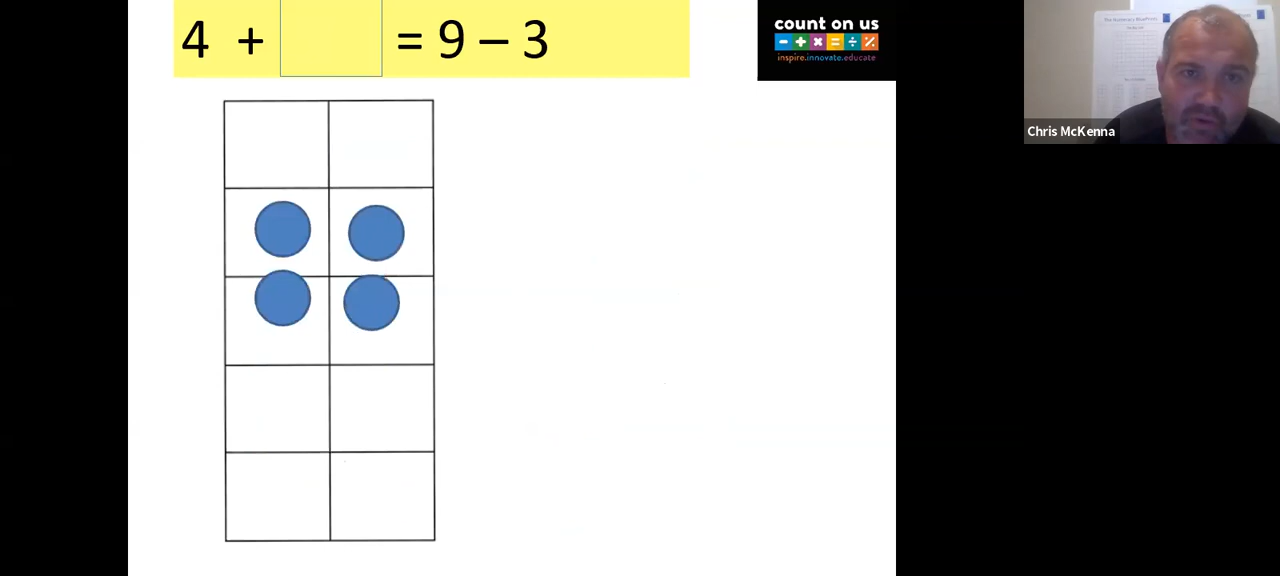 4 + = 9 – 3
count on us
– + × = ÷ %
inspire.innovate.educate
Chris McKenna